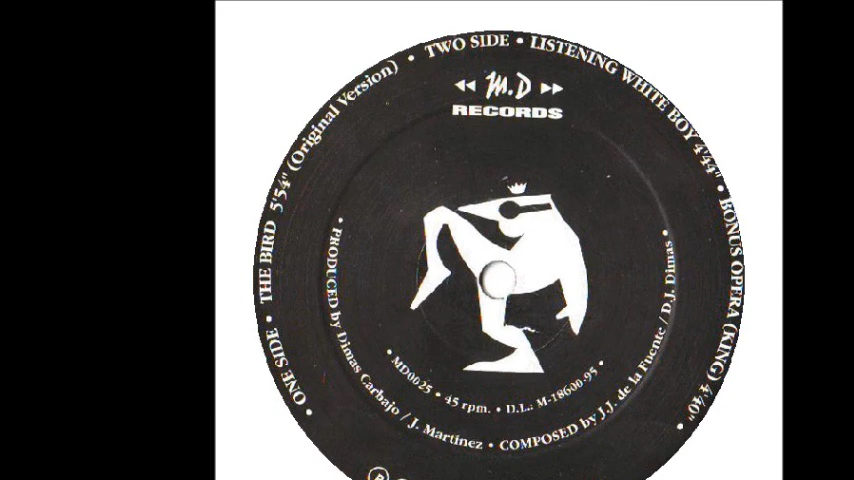 M.D
RECORDS
• ONE SIDE • THE BIRD 5'54" (Original Version) • TWO SIDE • LISTENING WHITE BOY 4'44" • BONUS OPERA (KING) 4'40" •
• PRODUCED by Dimas Carbajo / J. Martinez • COMPOSED by J.J. de la Fuente / D.J. Dimas •
• MD0025 • 45 rpm. • D.L.: M-18600-95 •